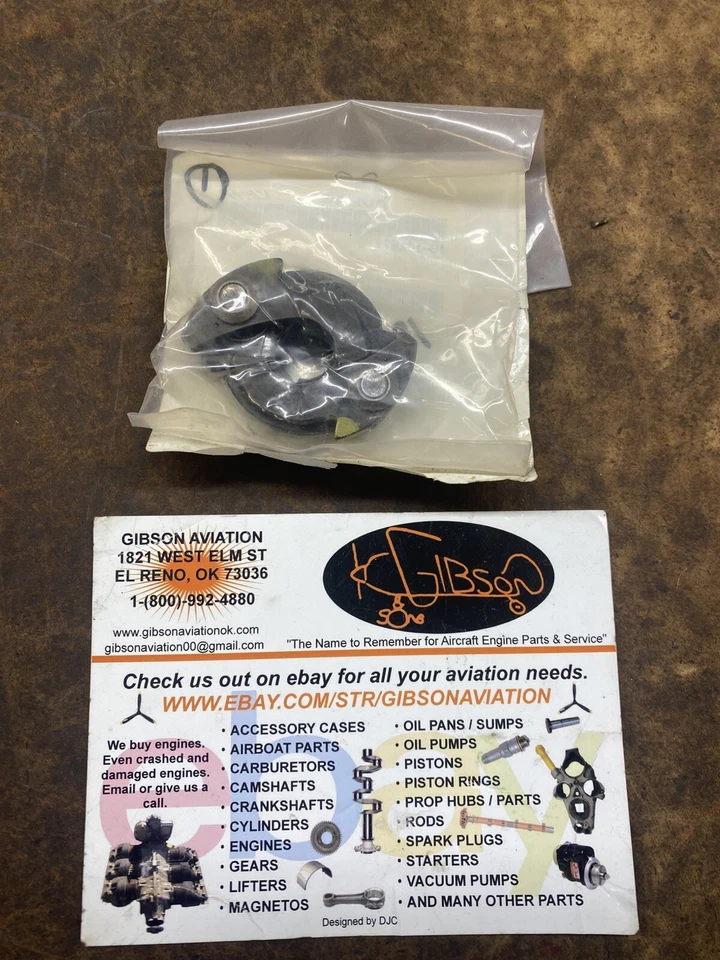 F
GIBSON AVIATION
1821 WEST ELM ST
EL RENO, OK 73036
1-(800)-992-4880
www.gibsonaviationok.com
gibsonaviation00@gmail.com
GIBSON
SONS
"The Name to Remember for Aircraft Engine Parts & Service"
Check us out on ebay for all your aviation needs.
WWW.EBAY.COM/STR/GIBSONAVIATION
ebay
We buy engines.
Even crashed and
damaged engines.
Email or give us a
call.
· ACCESSORY CASES
· AIRBOAT PARTS
· CARBURETORS
· CAMSHAFTS
· CRANKSHAFTS
· CYLINDERS
· ENGINES
· GEARS
· LIFTERS
· MAGNETOS
· OIL PANS / SUMPS
· OIL PUMPS
· PISTONS
· PISTON RINGS
· PROP HUBS / PARTS
· RODS
· SPARK PLUGS
· STARTERS
· VACUUM PUMPS
· AND MANY OTHER PARTS
Designed by DJC